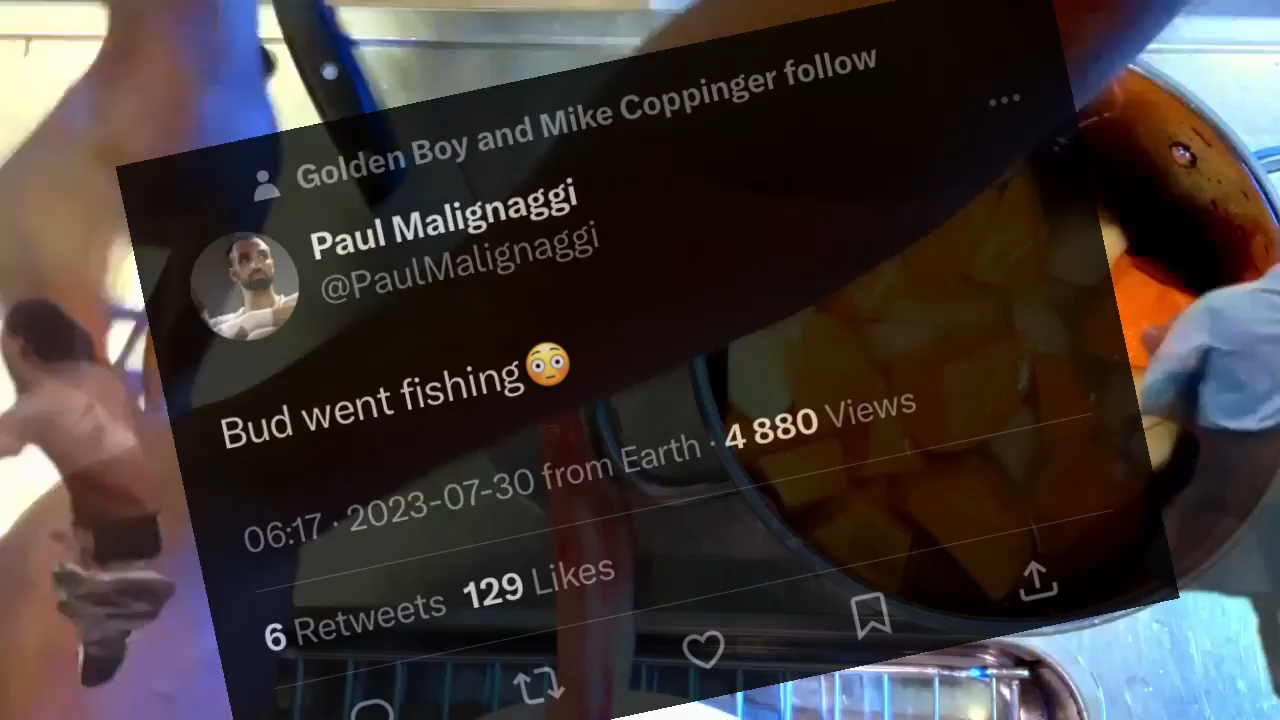 Golden Boy and Mike Coppinger follow
Paul Malignaggi
@PaulMalignaggi
Bud went fishing😳
06:17 · 2023-07-30 from Earth · 4 880 Views
6 Retweets 129 Likes